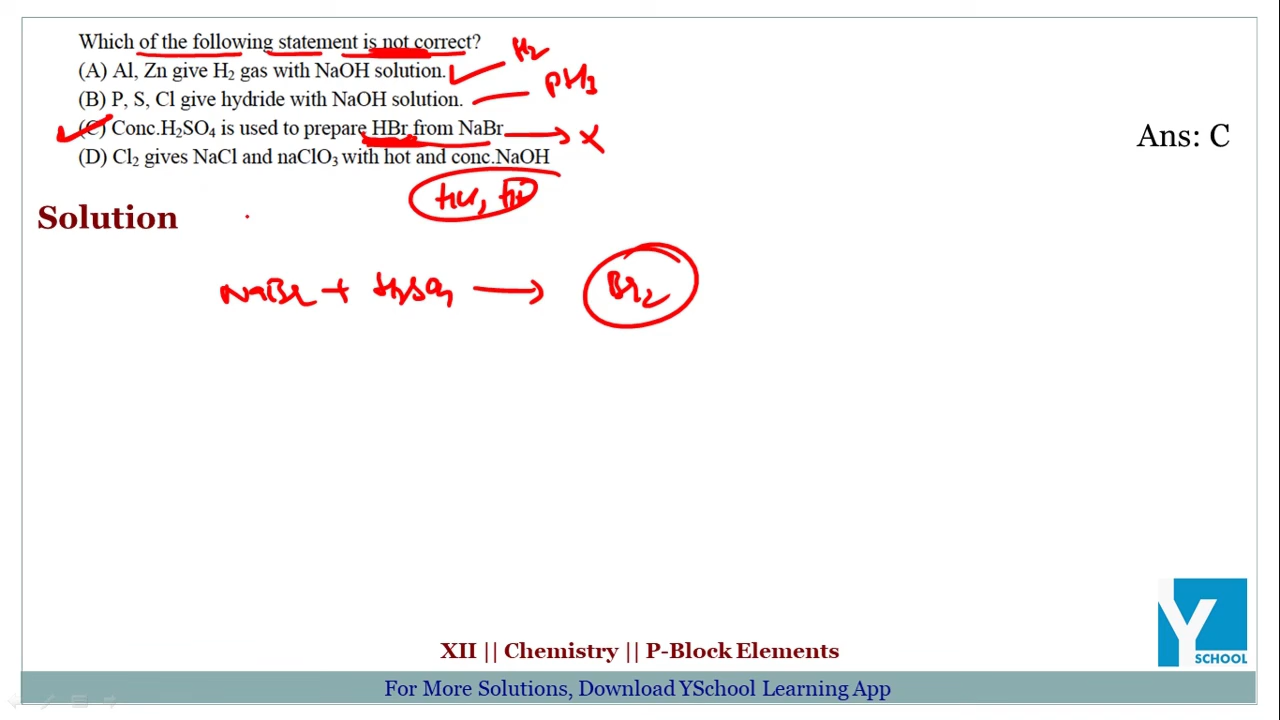 Which of the following statement is not correct?
(A) Al, Zn give H₂ gas with NaOH solution.
H₂
(B) P, S, Cl give hydride with NaOH solution.
PH₃
(C) Conc.H₂SO₄ is used to prepare HBr from NaBr
X
Ans: C
(D) Cl₂ gives NaCl and naClO₃ with hot and conc.NaOH
Solution
NaBr + H₂SO₄ → Br₂
Y
SCHOOL
XII || Chemistry || P-Block Elements
For More Solutions, Download YSchool Learning App